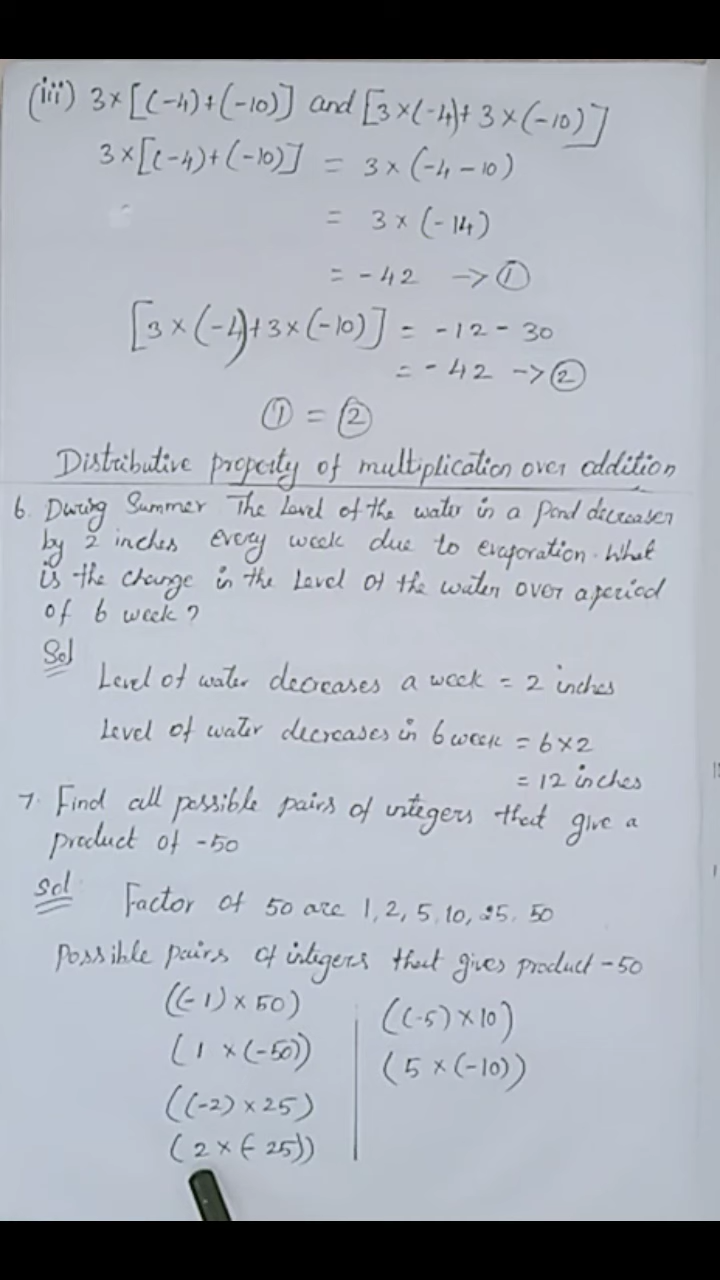 (iii) 3×[(-4)+(-10)] and [3×(-4)+3×(-10)]
3×[(-4)+(-10)] = 3×(-4-10)
= 3×(-14)
= -42 -> ①
[3×(-4)+3×(-10)] = -12-30
= -42 -> ②
① = ②
Distributive property of multiplication over addition
6. During Summer The Level of the water in a Pond decreases
by 2 inches every week due to evaporation. What
is the change in the Level of the water over a period
of 6 week?
Sol
Level of water decreases a week = 2 inches
Level of water decreases in 6 week = 6×2
= 12 inches
7. Find all possible pairs of integers that give a
product of -50
Sol
Factor of 50 are 1, 2, 5, 10, 25, 50
Possible pairs of intigers that gives product -50
((-1)×50)
(1×(-50))
((-2)×25)
(2×(-25))
((-5)×10)
(5×(-10))